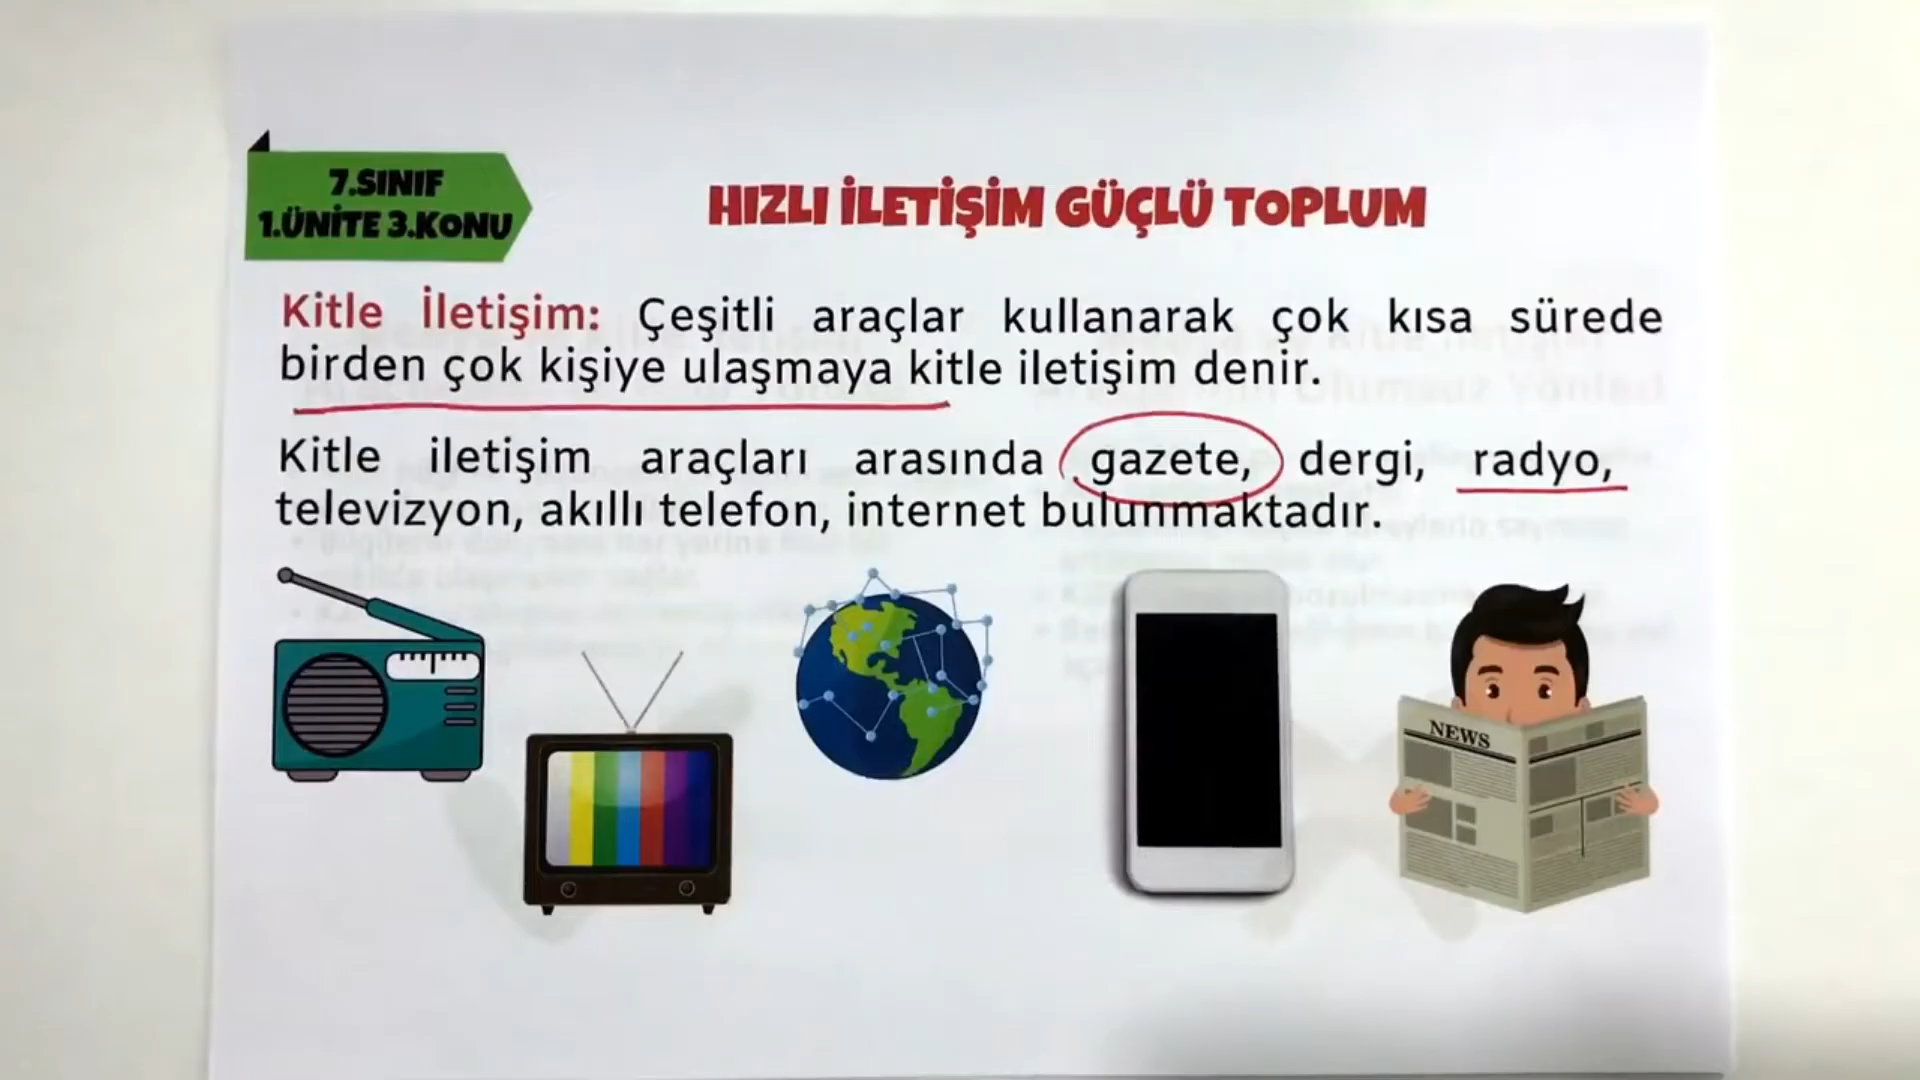 7.SINIF
1.ÜNİTE 3.KONU
HIZLI İLETİŞİM GÜÇLÜ TOPLUM
Kitle İletişim: Çeşitli araçlar kullanarak çok kısa sürede
birden çok kişiye ulaşmaya kitle iletişim denir.
Kitle iletişim araçları arasında gazete, dergi, radyo,
televizyon, akıllı telefon, internet bulunmaktadır.
NEWS